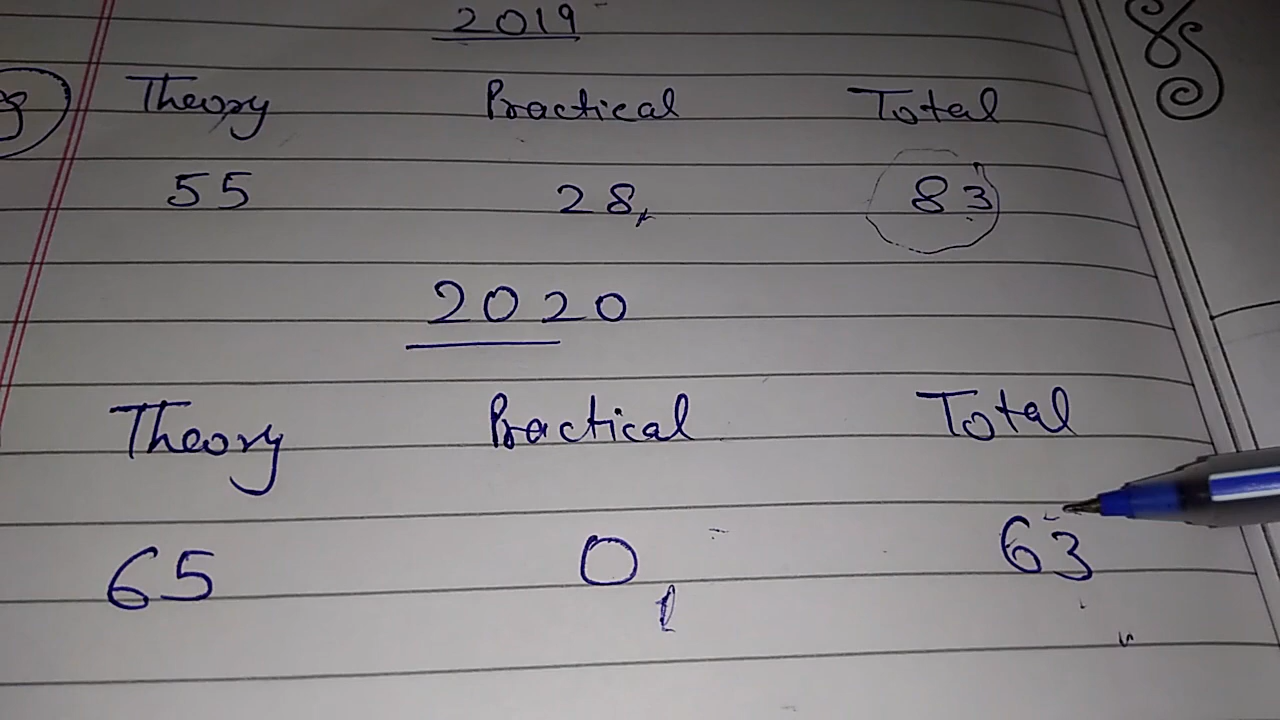 2019
Theory Practical Total
55 28 83
2020
Theory Practical Total
65 0 63